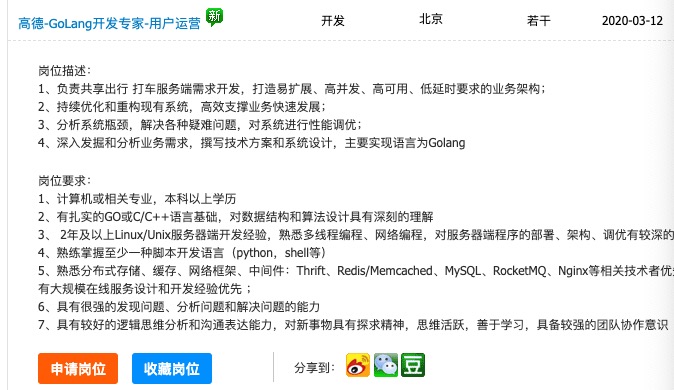 高德-GoLang开发专家-用户运营 新 开发 北京 若干 2020-03-12
岗位描述：
1、负责共享出行 打车服务端需求开发，打造易扩展、高并发、高可用、低延时要求的业务架构；
2、持续优化和重构现有系统，高效支撑业务快速发展；
3、分析系统瓶颈，解决各种疑难问题，对系统进行性能调优；
4、深入发掘和分析业务需求，撰写技术方案和系统设计，主要实现语言为Golang
岗位要求：
1、计算机或相关专业，本科以上学历
2、有扎实的GO或C/C++语言基础，对数据结构和算法设计具有深刻的理解
3、 2年及以上Linux/Unix服务器端开发经验，熟悉多线程编程、网络编程，对服务器端程序的部署、架构、调优有较深的
4、熟练掌握至少一种脚本开发语言（python，shell等）
5、熟悉分布式存储、缓存、网络框架、中间件：Thrift、Redis/Memcached、MySQL、RocketMQ、Nginx等相关技术者优
有大规模在线服务设计和开发经验优先 ；
6、具有很强的发现问题、分析问题和解决问题的能力
7、具有较好的逻辑思维分析和沟通表达能力，对新事物具有探求精神，思维活跃，善于学习，具备较强的团队协作意识
申请岗位 收藏岗位 分享到： 豆